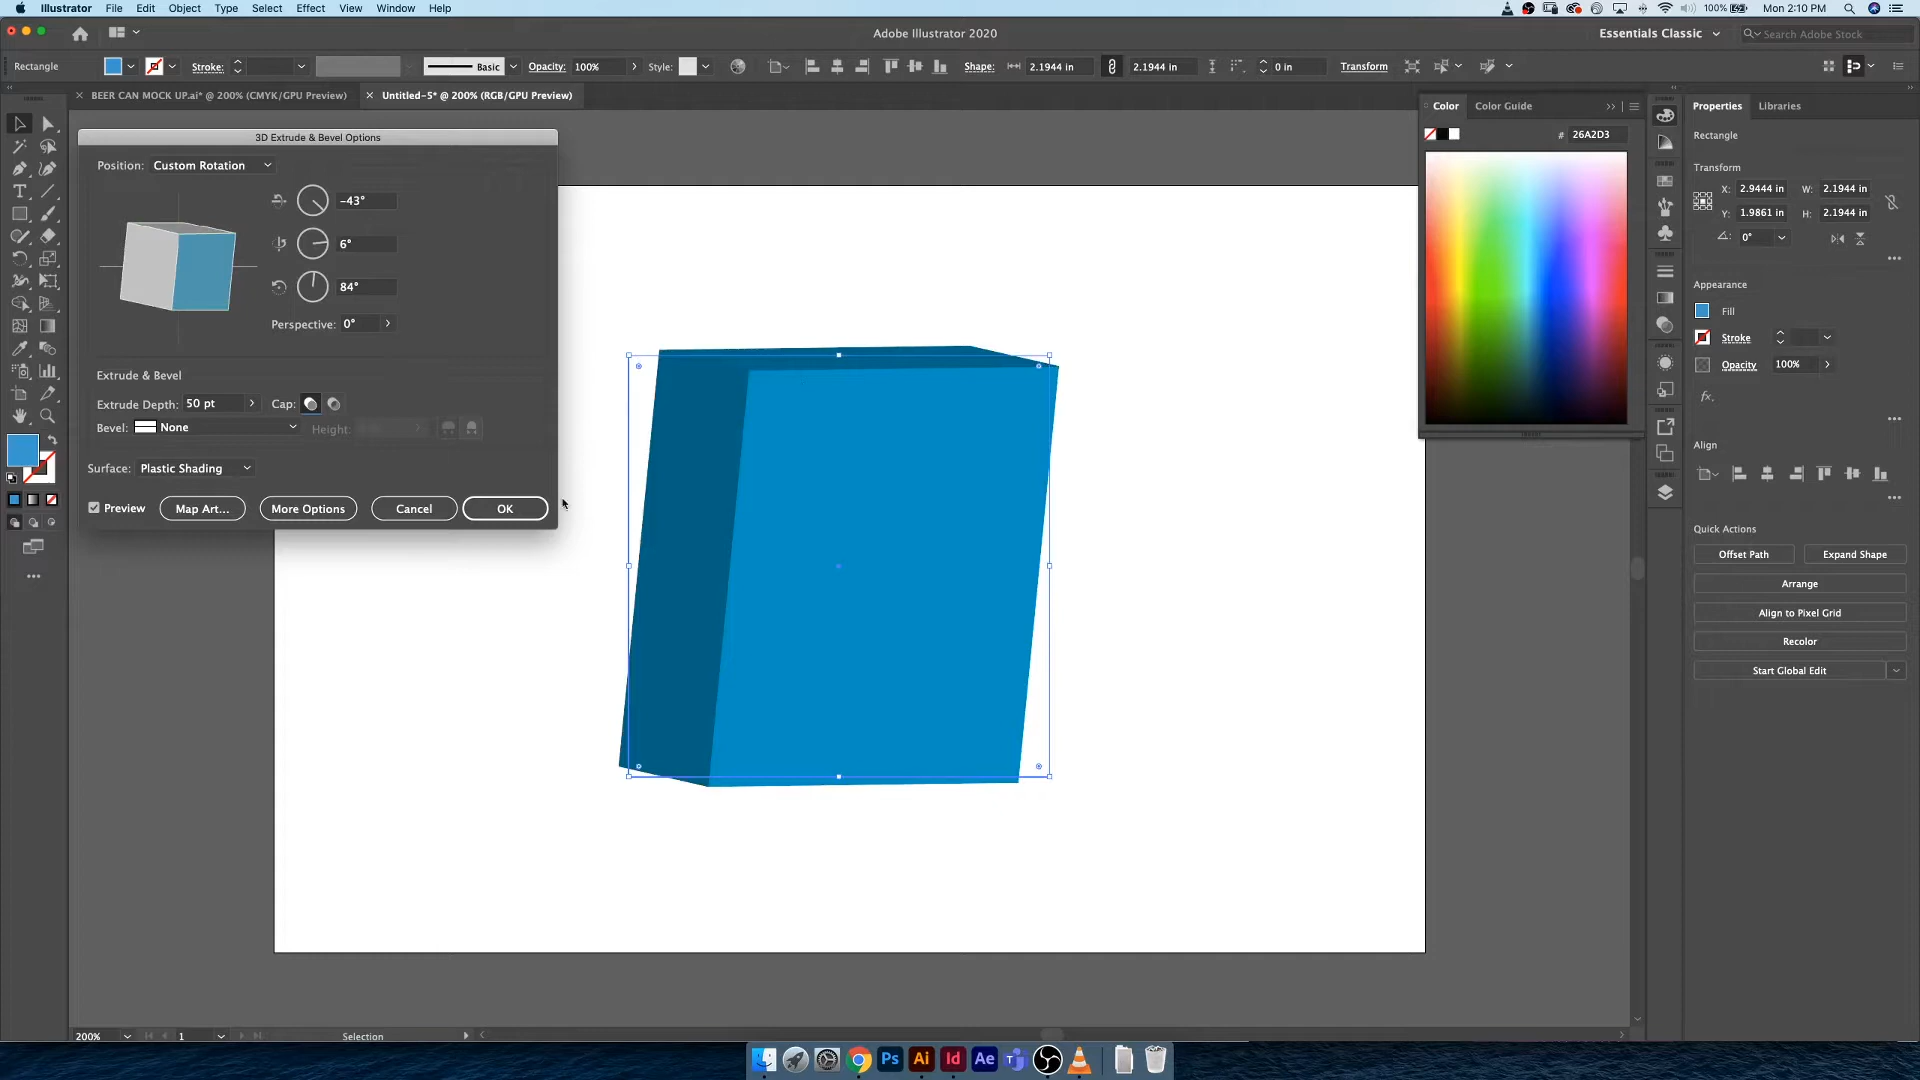 Illustrator File Edit Object Type Select Effect View Window Help 100% Mon 2:10 PM
Adobe Illustrator 2020 Essentials Classic Search Adobe Stock
Rectangle Stroke: Basic Opacity: 100% Style: Shape: 2.1944 in 2.1944 in 0 in Transform
BEER CAN MOCK UP.ai* @ 200% (CMYK/GPU Preview) Untitled-5* @ 200% (RGB/GPU Preview)
3D Extrude & Bevel Options
Position: Custom Rotation
–43°
6°
84°
Perspective: 0°
Extrude & Bevel
Extrude Depth: 50 pt Cap:
Bevel: None Height:
Surface: Plastic Shading
Preview Map Art... More Options Cancel OK
Color Color Guide
# 26A2D3
Properties Libraries
Rectangle
Transform
X: 2.9444 in W: 2.1944 in
Y: 1.9861 in H: 2.1944 in
0°
Appearance
Fill
Stroke
Opacity 100%
fx.
Align
Quick Actions
Offset Path Expand Shape
Arrange
Align to Pixel Grid
Recolor
Start Global Edit
200% 1 Selection
Ps Ai Id Ae